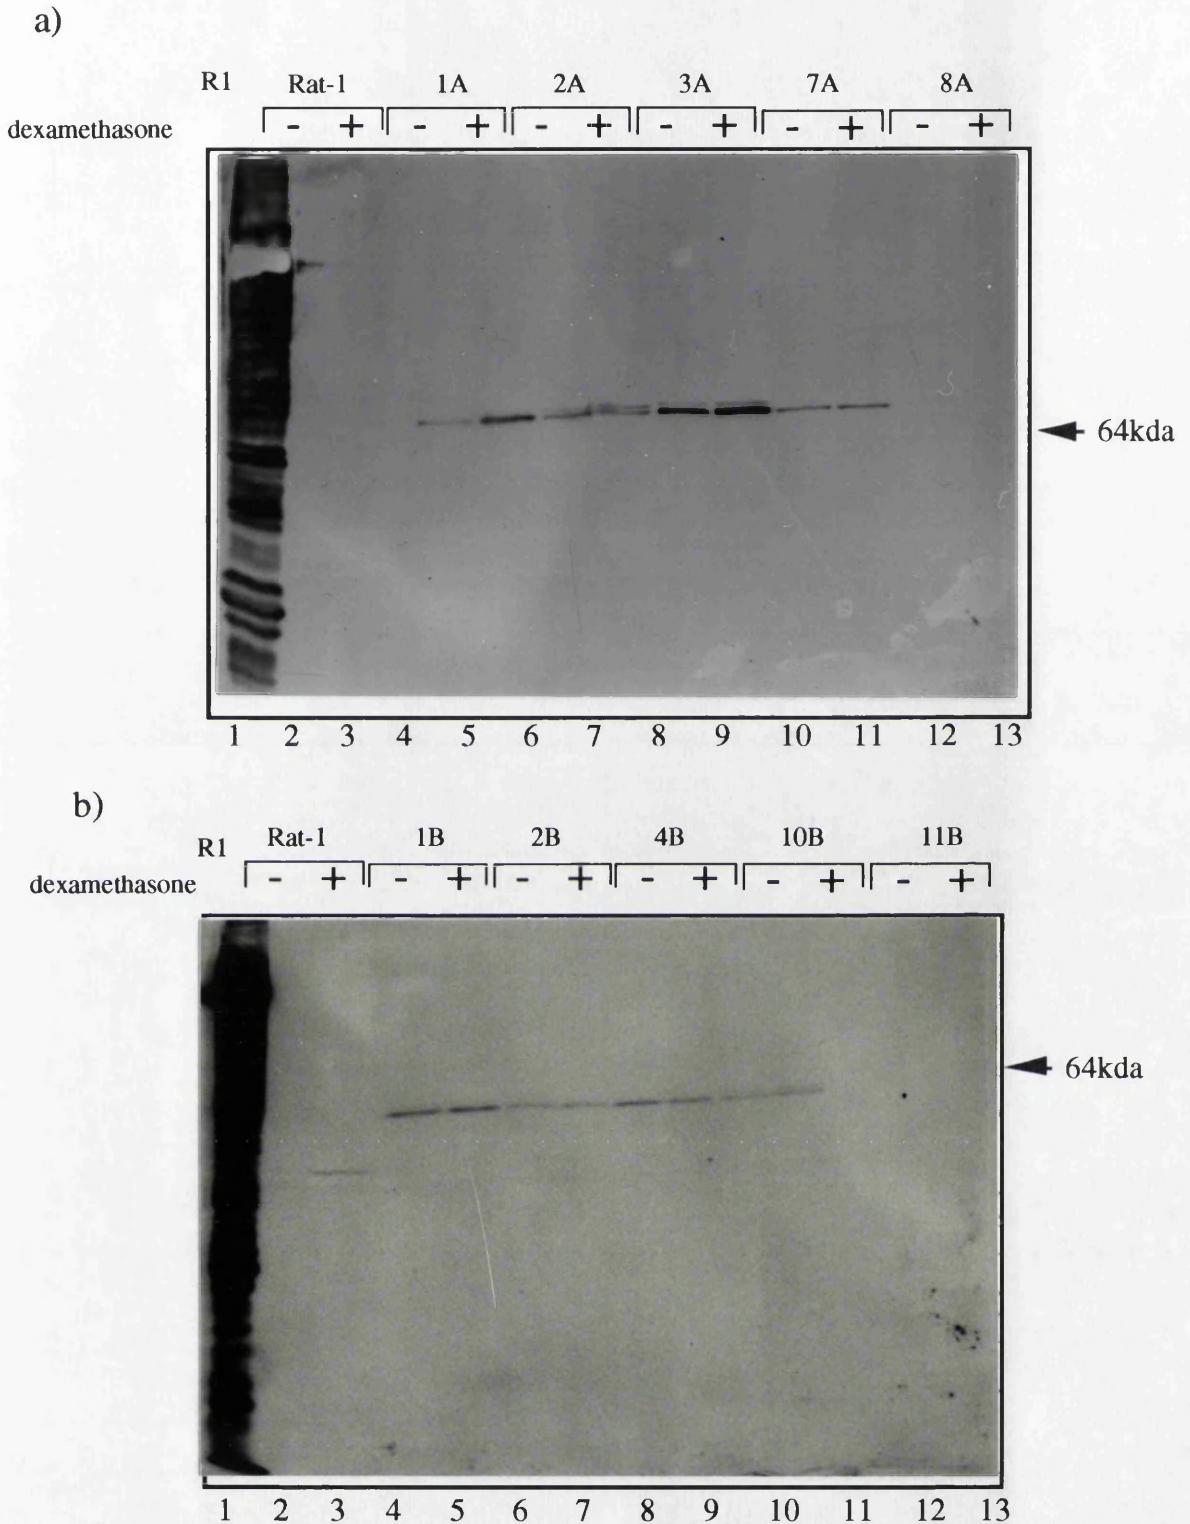 a)
R1 Rat-1 1A 2A 3A 7A 8A
dexamethasone - + - + - + - + - + - +
64kda
1 2 3 4 5 6 7 8 9 10 11 12 13
b)
R1 Rat-1 1B 2B 4B 10B 11B
dexamethasone - + - + - + - + - + - +
64kda
1 2 3 4 5 6 7 8 9 10 11 12 13